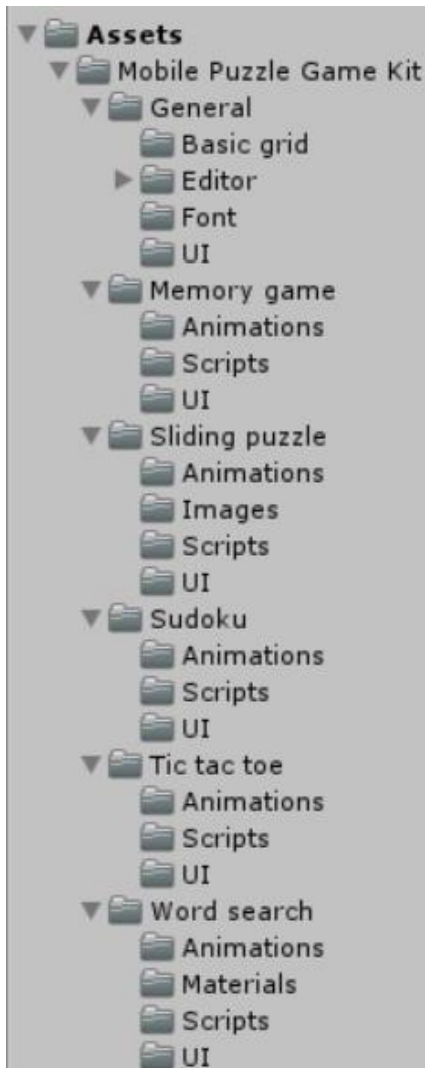 Assets
Mobile Puzzle Game Kit
General
Basic grid
Editor
Font
UI
Memory game
Animations
Scripts
UI
Sliding puzzle
Animations
Images
Scripts
UI
Sudoku
Animations
Scripts
UI
Tic tac toe
Animations
Scripts
UI
Word search
Animations
Materials
Scripts
UI